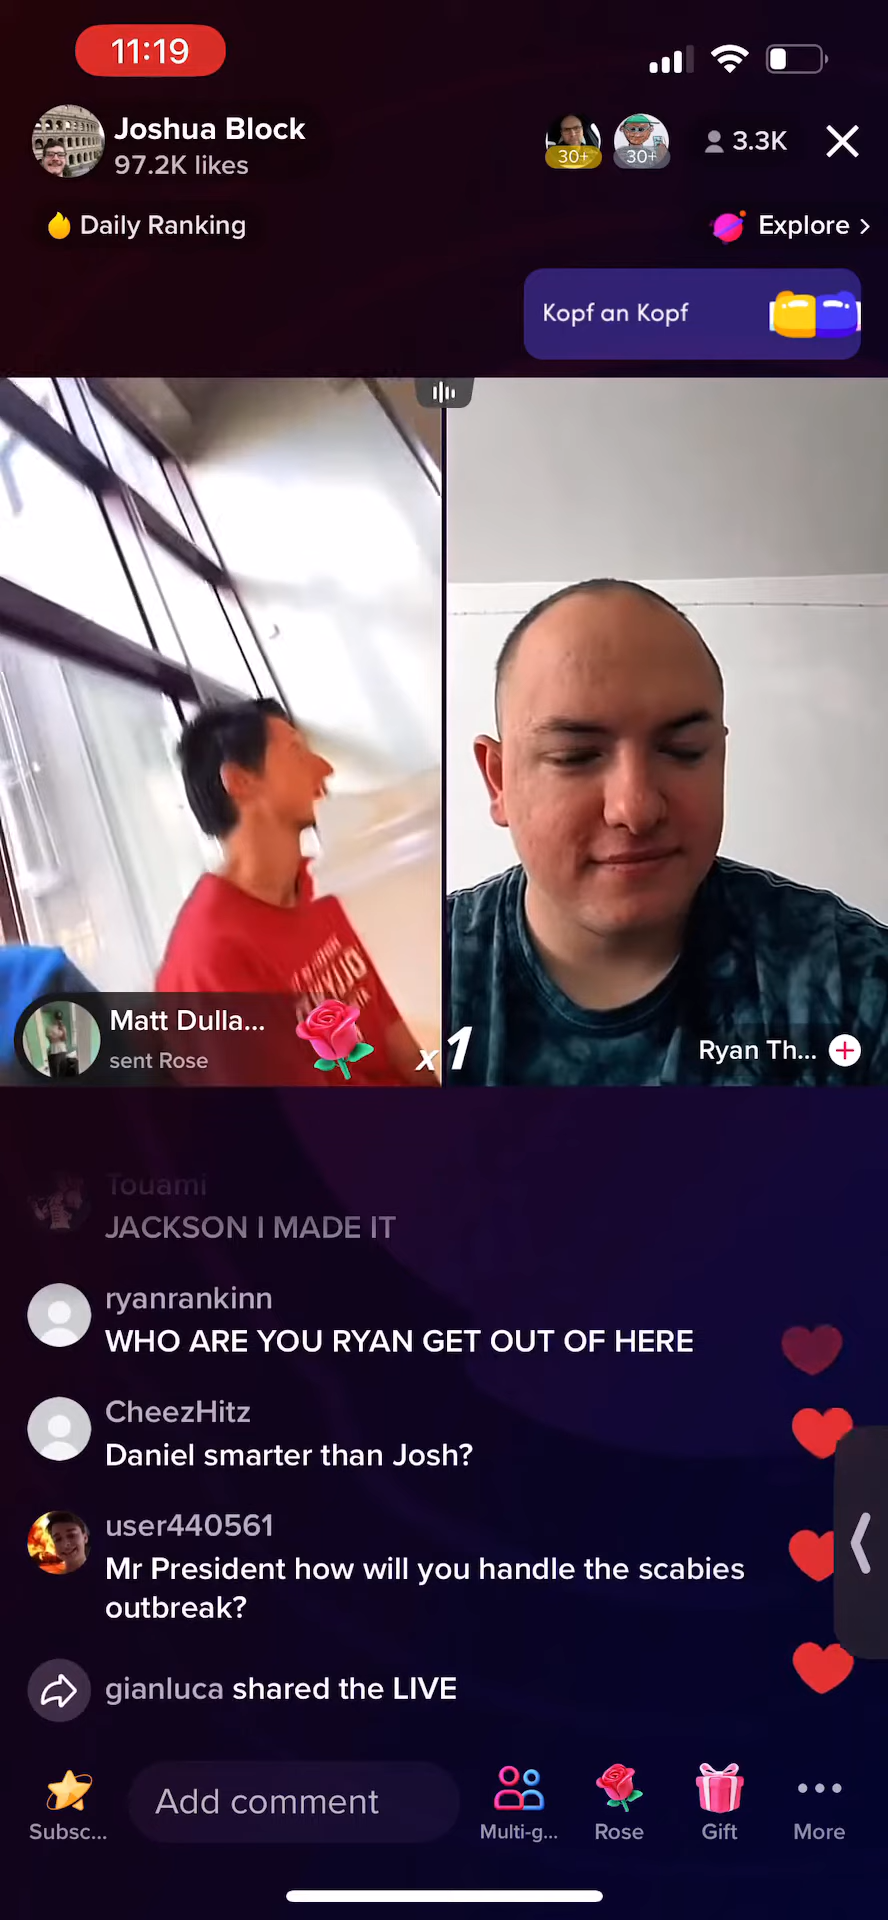 11:19
Joshua Block
97.2K likes
30+
30+
3.3K
Daily Ranking
Explore >
Kopf an Kopf
Matt Dulla...
sent Rose
x1
Ryan Th...
Touami
JACKSON I MADE IT
ryanrankinn
WHO ARE YOU RYAN GET OUT OF HERE
CheezHitz
Daniel smarter than Josh?
user440561
Mr President how will you handle the scabies
outbreak?
gianluca shared the LIVE
Add comment
Subsc...
Multi-g...
Rose
Gift
More